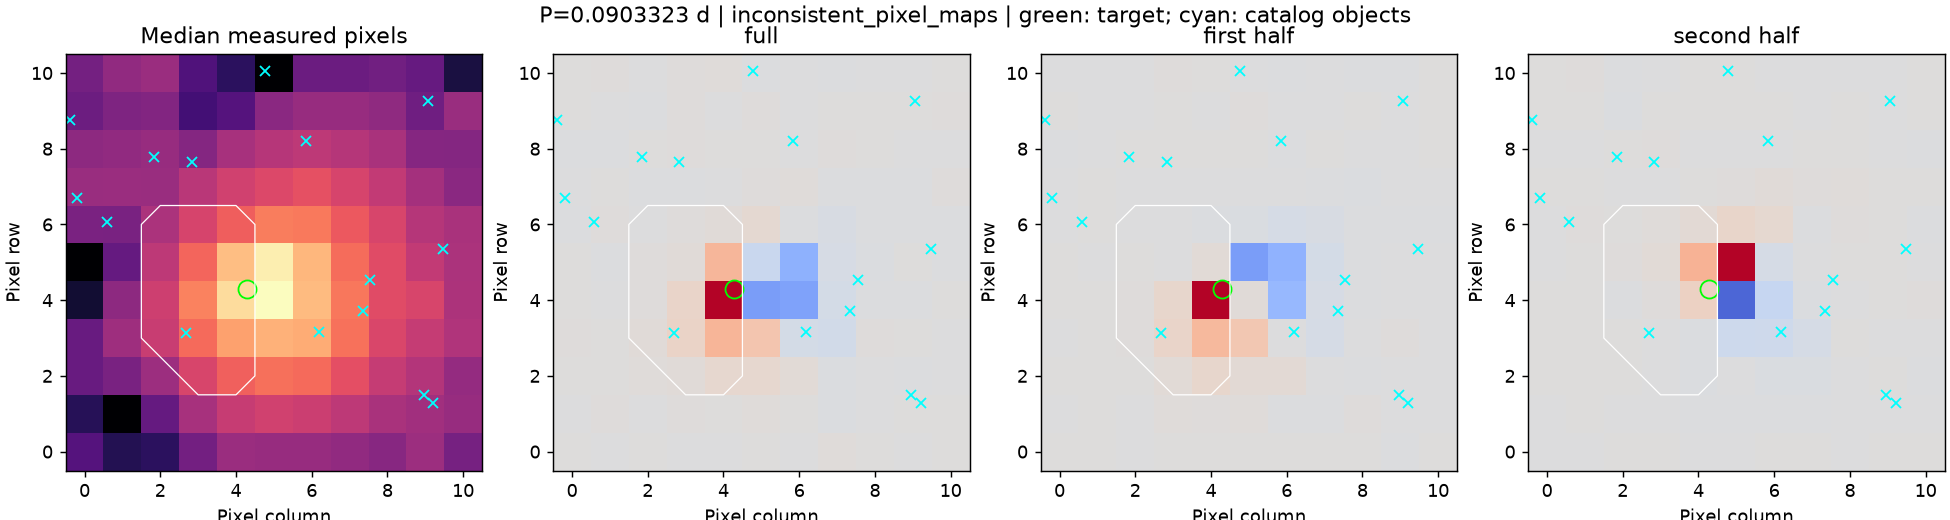 P=0.0903323 d | inconsistent_pixel_maps | green: target; cyan: catalog objects
Median measured pixels
full
first half
second half
Pixel row
10
8
6
4
2
0
0 2 4 6 8 10
Pixel column
Pixel row
10
8
6
4
2
0
0 2 4 6 8 10
Pixel column
Pixel row
10
8
6
4
2
0
0 2 4 6 8 10
Pixel column
Pixel row
10
8
6
4
2
0
0 2 4 6 8 10
Pixel column